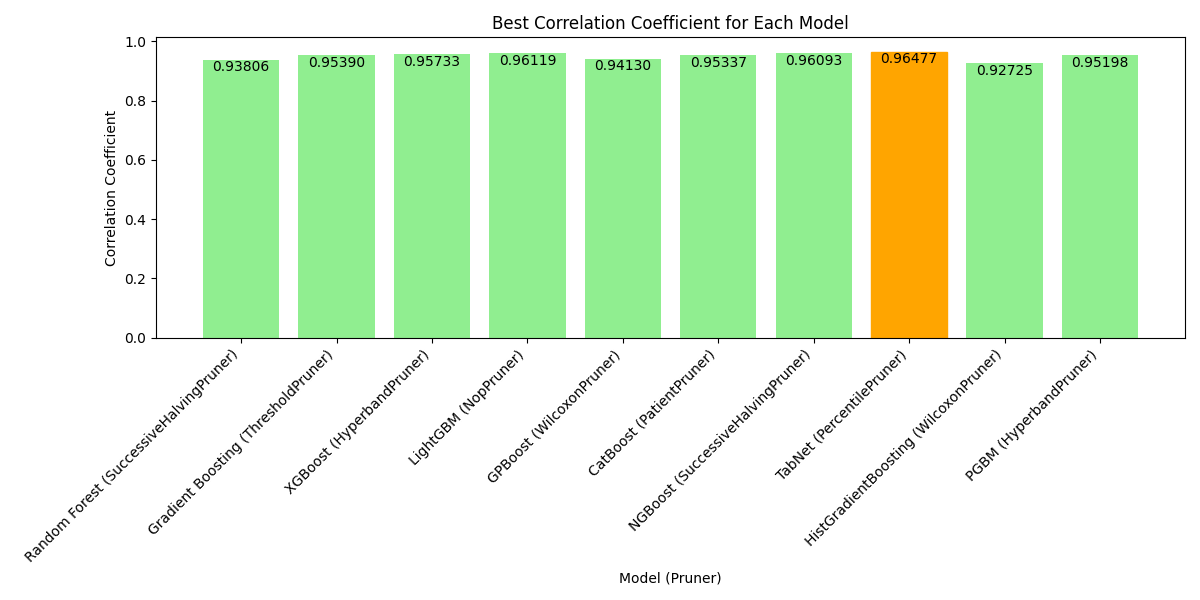 Best Correlation Coefficient for Each Model
Correlation Coefficient
1.0
0.8
0.6
0.4
0.2
0.0
0.93806
0.95390
0.95733
0.96119
0.94130
0.95337
0.96093
0.96477
0.92725
0.95198
Random Forest (SuccessiveHalvingPruner)
Gradient Boosting (ThresholdPruner)
XGBoost (HyperbandPruner)
LightGBM (NopPruner)
GPBoost (WilcoxonPruner)
CatBoost (PatientPruner)
NGBoost (SuccessiveHalvingPruner)
TabNet (PercentilePruner)
HistGradientBoosting (WilcoxonPruner)
PGBM (HyperbandPruner)
Model (Pruner)